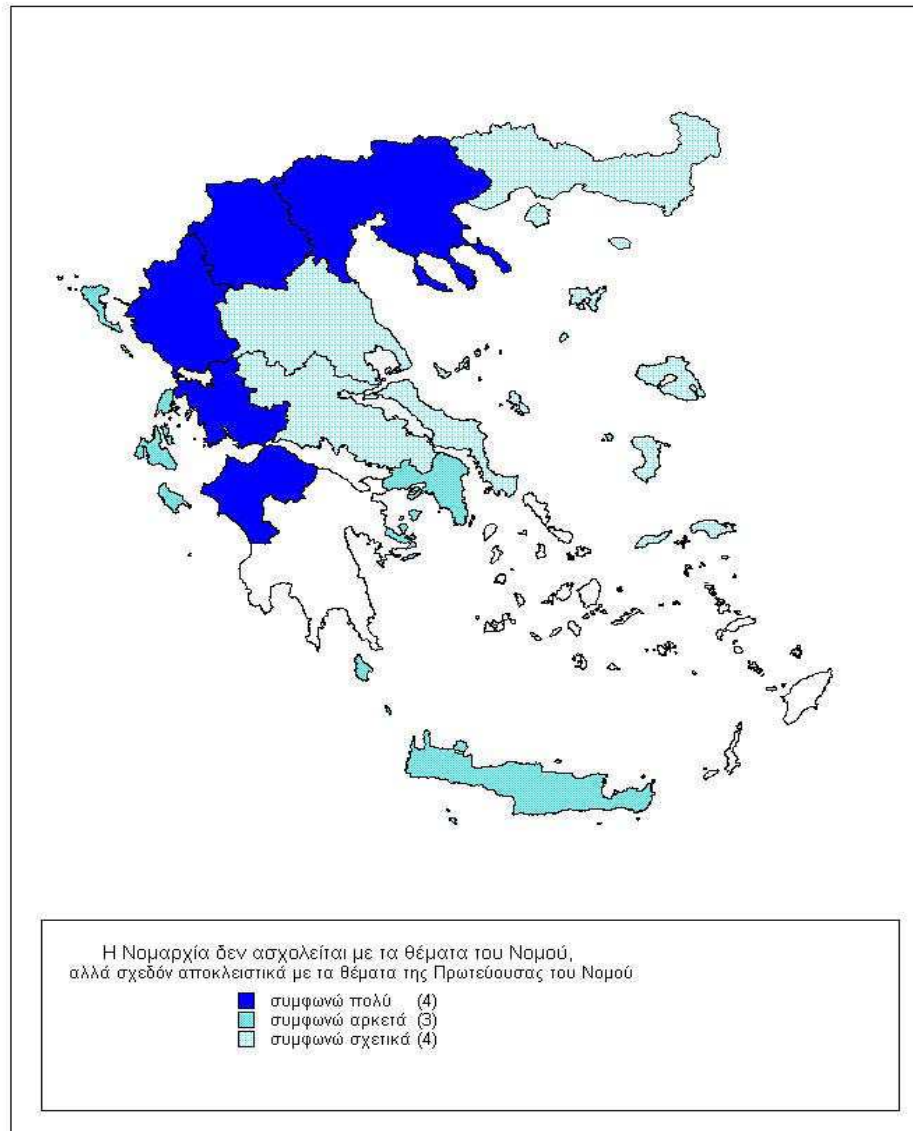 Η Νομαρχία δεν ασχολείται με τα θέματα του Νομού,
αλλά σχεδόν αποκλειστικά με τα θέματα της Πρωτεύουσας του Νομού
συμφωνώ πολύ (4)
συμφωνώ αρκετά (3)
συμφωνώ σχετικά (4)